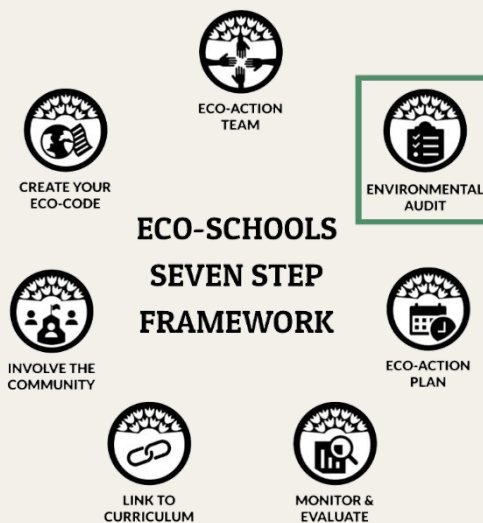 ECO-ACTION
TEAM
ENVIRONMENTAL
AUDIT
ECO-ACTION
PLAN
MONITOR &
EVALUATE
LINK TO
CURRICULUM
INVOLVE THE
COMMUNITY
CREATE YOUR
ECO-CODE
ECO-SCHOOLS
SEVEN STEP
FRAMEWORK